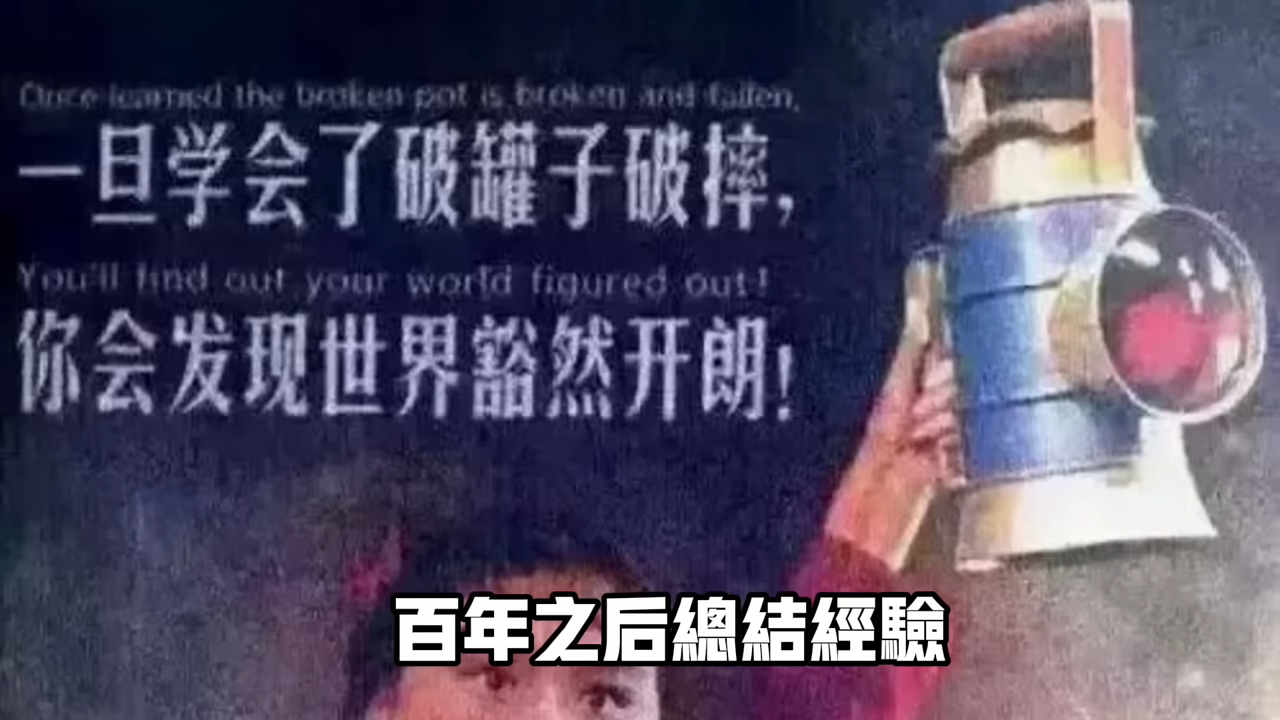 Once learned the broken pot is broken and fallen,
一旦学会了破罐子破摔，
You'll find out your world figured out!
你会发现世界豁然开朗！
百年之后總结經驗